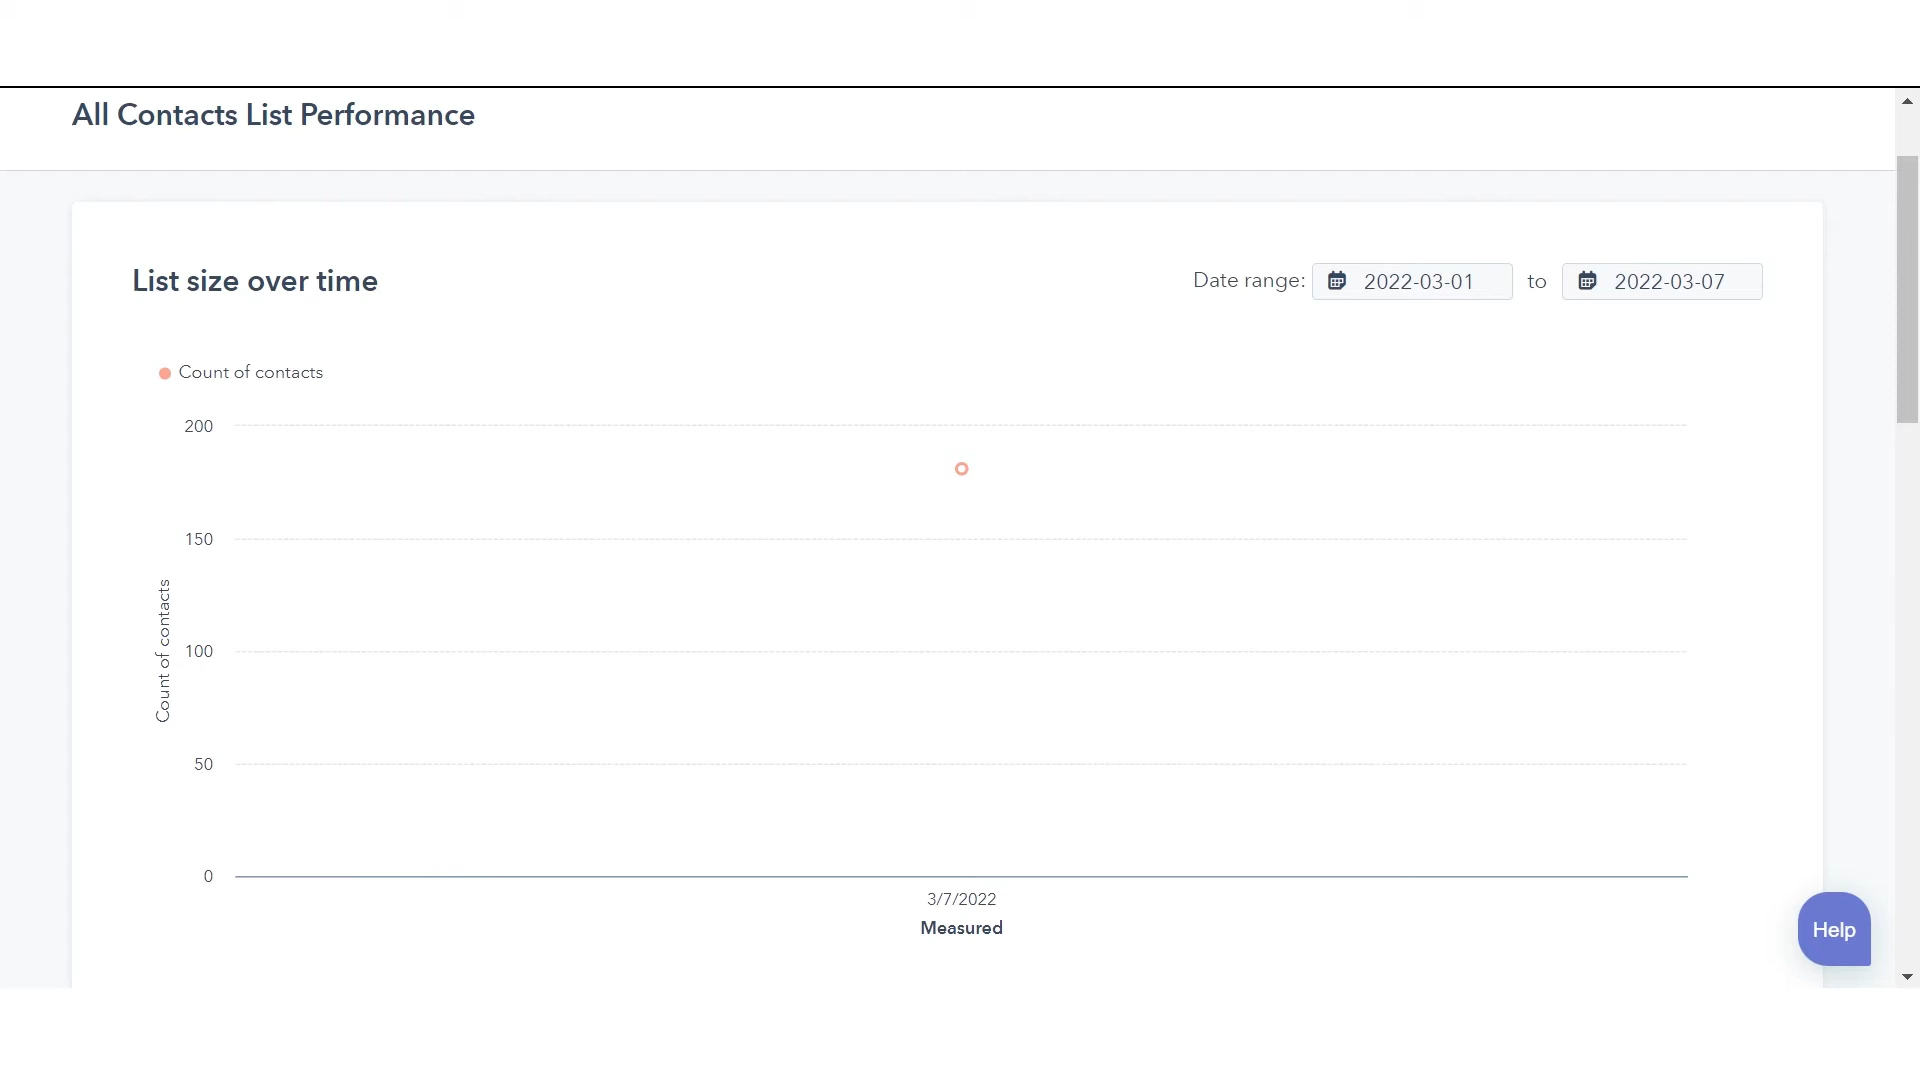 All Contacts List Performance
List size over time
Date range: 2022-03-01 to 2022-03-07
Count of contacts
200
150
100
50
0
Count of contacts
3/7/2022
Measured
Help